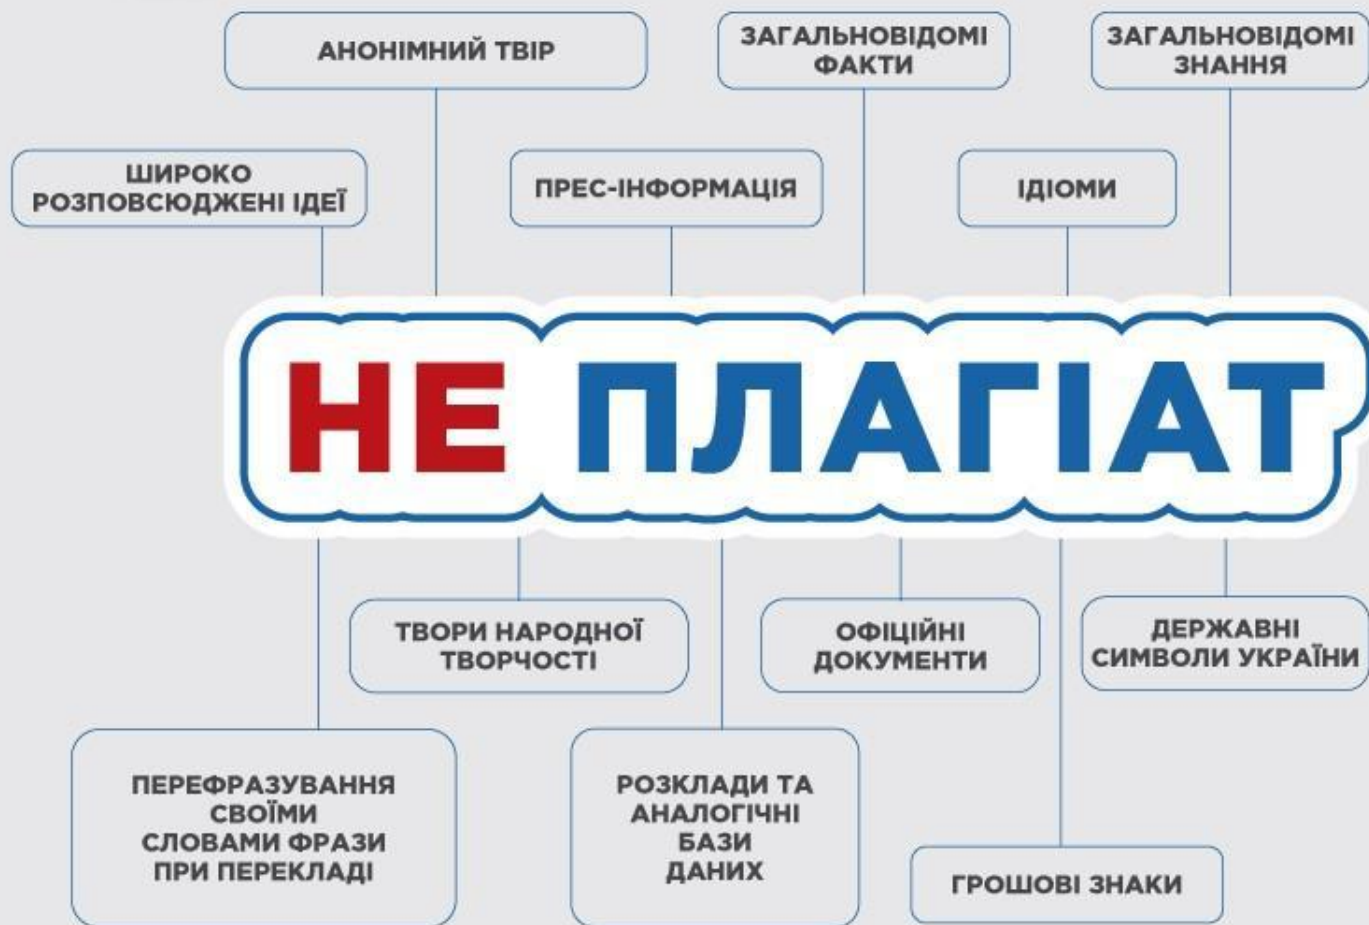 АНОНІМНИЙ ТВІР
ЗАГАЛЬНОВІДОМІ
ФАКТИ
ЗАГАЛЬНОВІДОМІ
ЗНАННЯ
ШИРОКО
РОЗПОВСЮДЖЕНІ ІДЕЇ
ПРЕС-ІНФОРМАЦІЯ
ІДІОМИ
НЕ ПЛАГІАТ
ТВОРИ НАРОДНОЇ
ТВОРЧОСТІ
ОФІЦІЙНІ
ДОКУМЕНТИ
ДЕРЖАВНІ
СИМВОЛИ УКРАЇНИ
ПЕРЕФРАЗУВАННЯ
СВОЇМИ
СЛОВАМИ ФРАЗИ
ПРИ ПЕРЕКЛАДІ
РОЗКЛАДИ ТА
АНАЛОГІЧНІ
БАЗИ
ДАНИХ
ГРОШОВІ ЗНАКИ